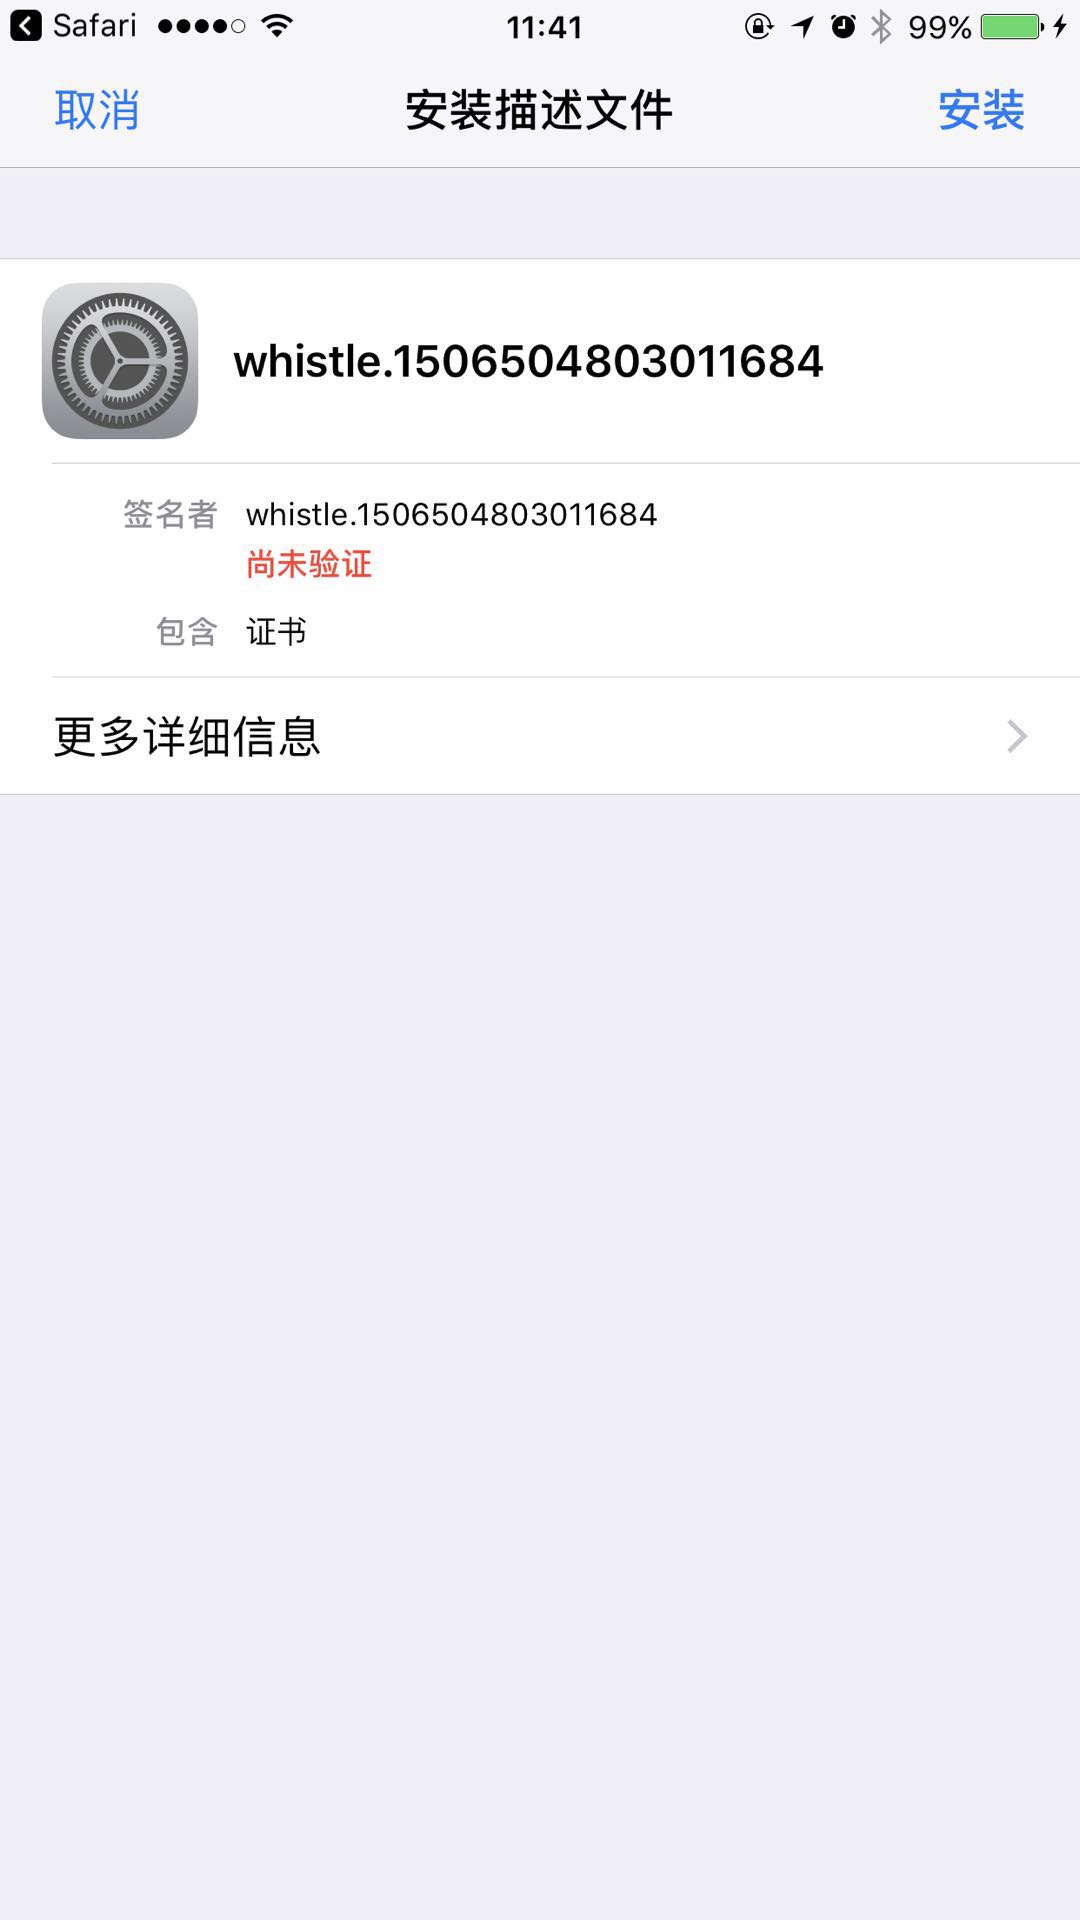 Safari 11:41 99%
取消 安装描述文件 安装
whistle.1506504803011684
签名者 whistle.1506504803011684
尚未验证
包含 证书
更多详细信息